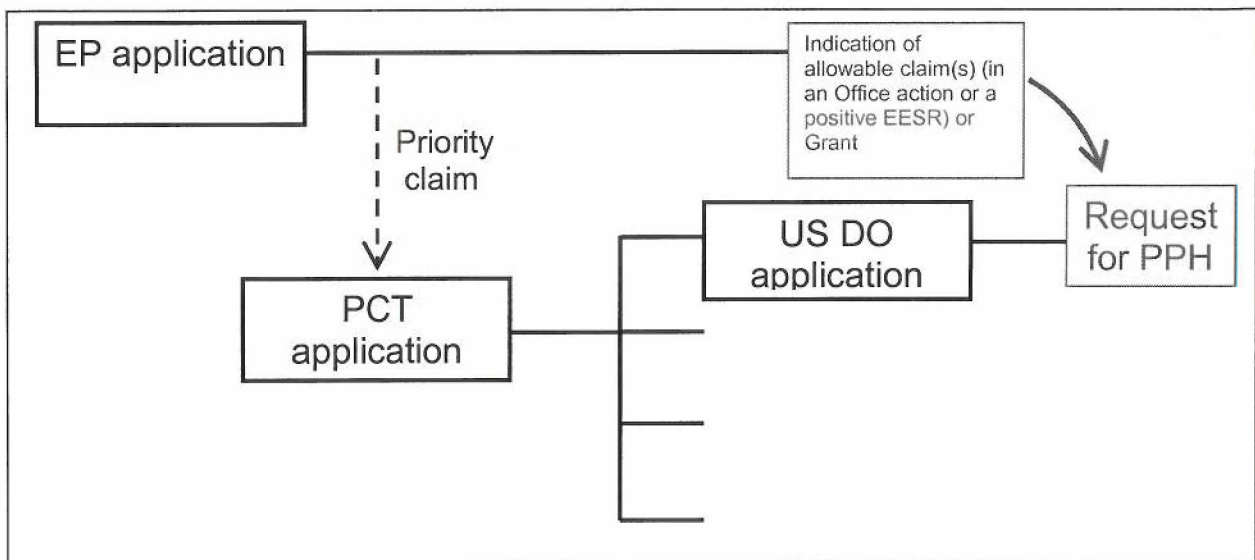 EP application
Indication of
allowable claim(s) (in
an Office action or a
positive EESR) or
Grant
Priority
claim
US DO
application
Request
for PPH
PCT
application